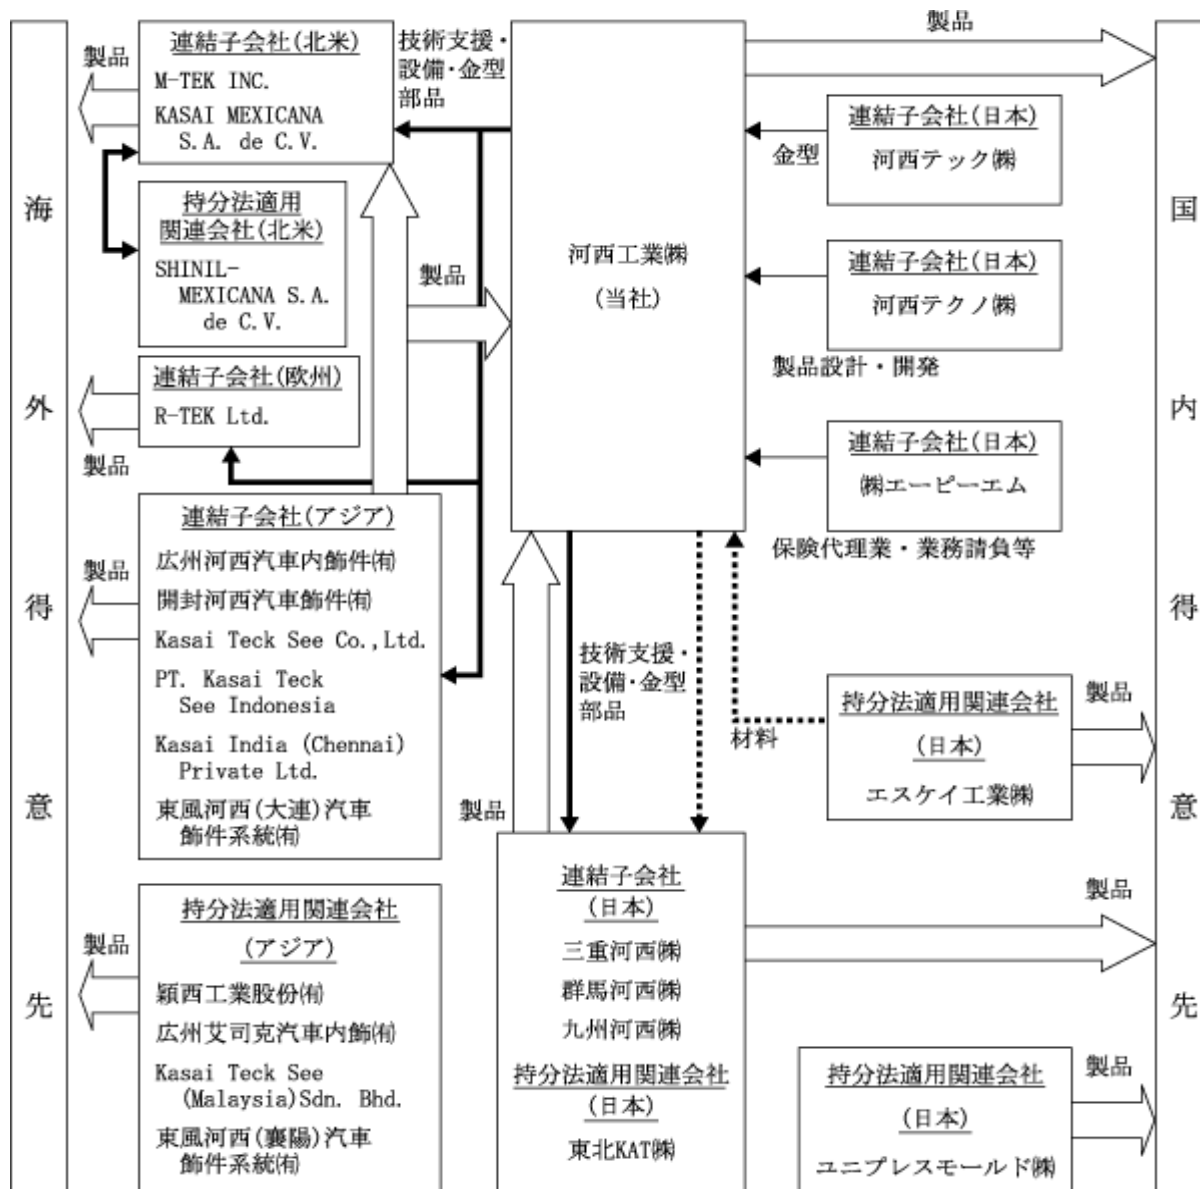 海外得意先
製品
連結子会社(北米)
M-TEK INC.
KASAI MEXICANA
S.A. de C.V.
技術支援・
設備・金型
部品
持分法適用
関連会社(北米)
SHINIL-
MEXICANA S.A.
de C.V.
製品
連結子会社(欧州)
R-TEK Ltd.
製品
連結子会社(アジア)
広州河西汽車内飾件㈲
開封河西汽車飾件㈲
Kasai Teck See Co.,Ltd.
PT. Kasai Teck
See Indonesia
Kasai India (Chennai)
Private Ltd.
東風河西(大連)汽車
飾件系統㈲
製品
持分法適用関連会社
(アジア)
穎西工業股份㈲
広州艾司克汽車内飾㈲
Kasai Teck See
(Malaysia)Sdn. Bhd.
東風河西(襄陽)汽車
飾件系統㈲
製品
河西工業㈱
(当社)
製品
連結子会社(日本)
河西テック㈱
金型
連結子会社(日本)
河西テクノ㈱
製品設計・開発
連結子会社(日本)
㈱エーピーエム
保険代理業・業務請負等
技術支援・
設備・金型
部品
材料
製品
持分法適用関連会社
(日本)
エスケイ工業㈱
製品
連結子会社
(日本)
三重河西㈱
群馬河西㈱
九州河西㈱
持分法適用関連会社
(日本)
東北KAT㈱
製品
持分法適用関連会社
(日本)
ユニプレスモールド㈱
製品
国内得意先